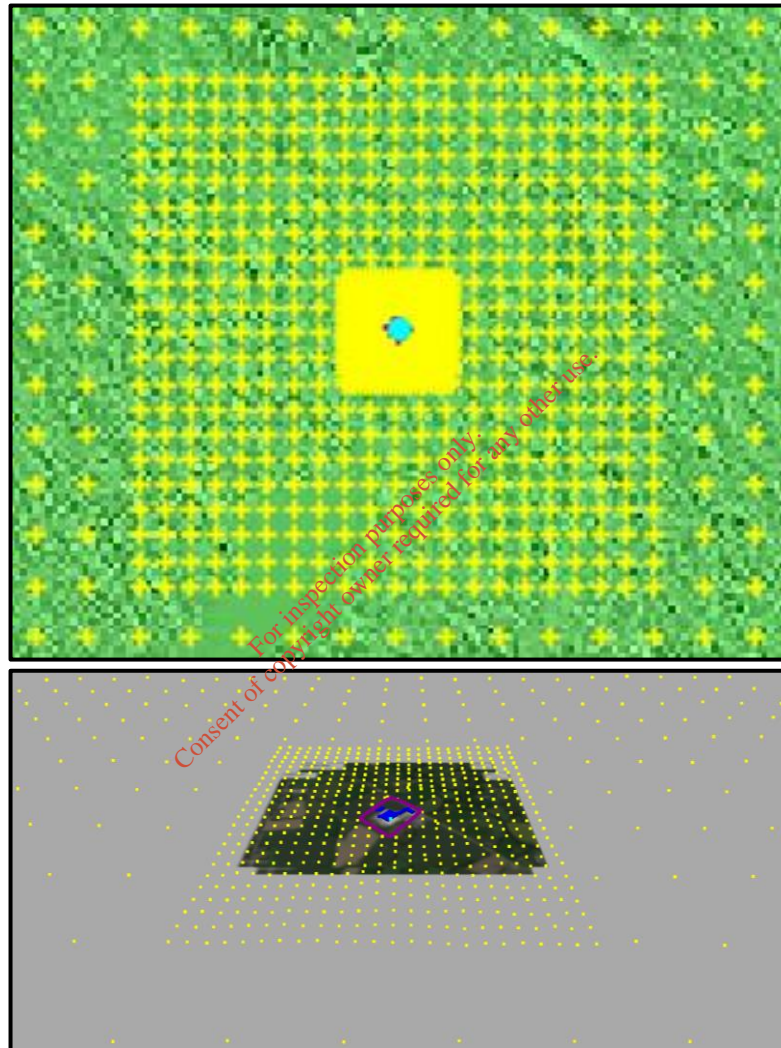 For inspection purposes only.
Consent of copyright owner required for any other use.